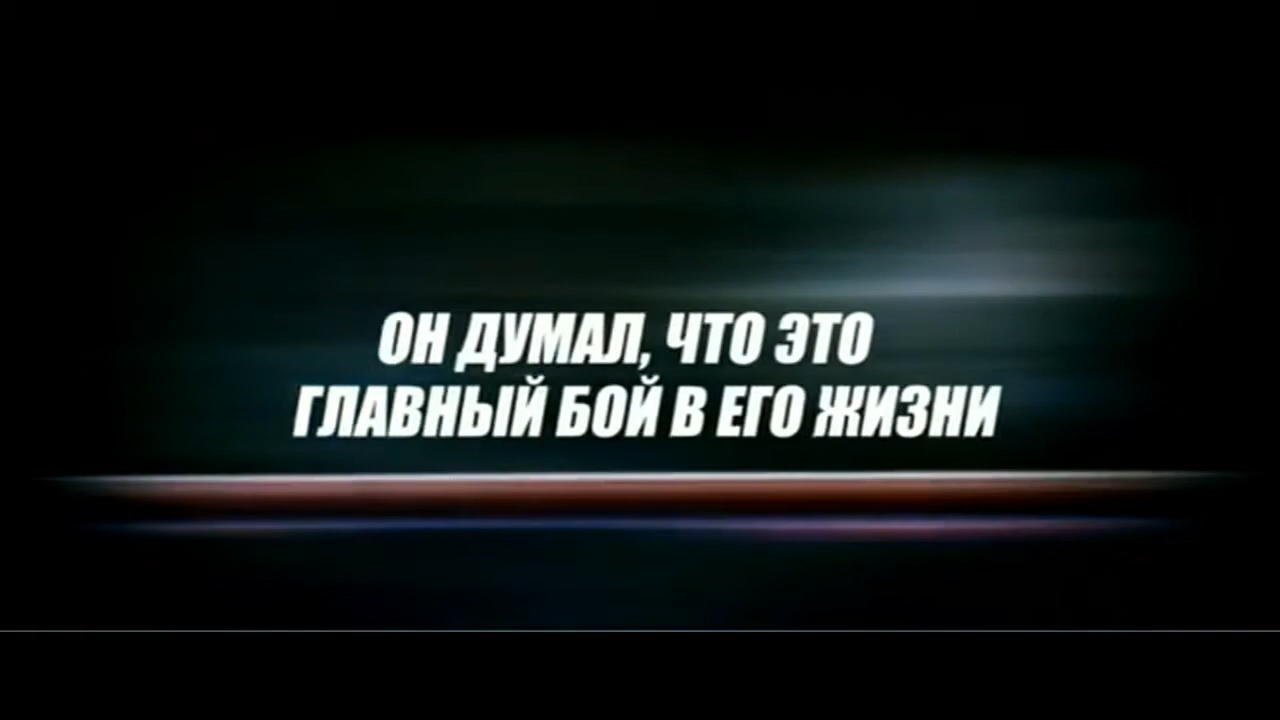 ОН ДУМАЛ, ЧТО ЭТО
ГЛАВНЫЙ БОЙ В ЕГО ЖИЗНИ